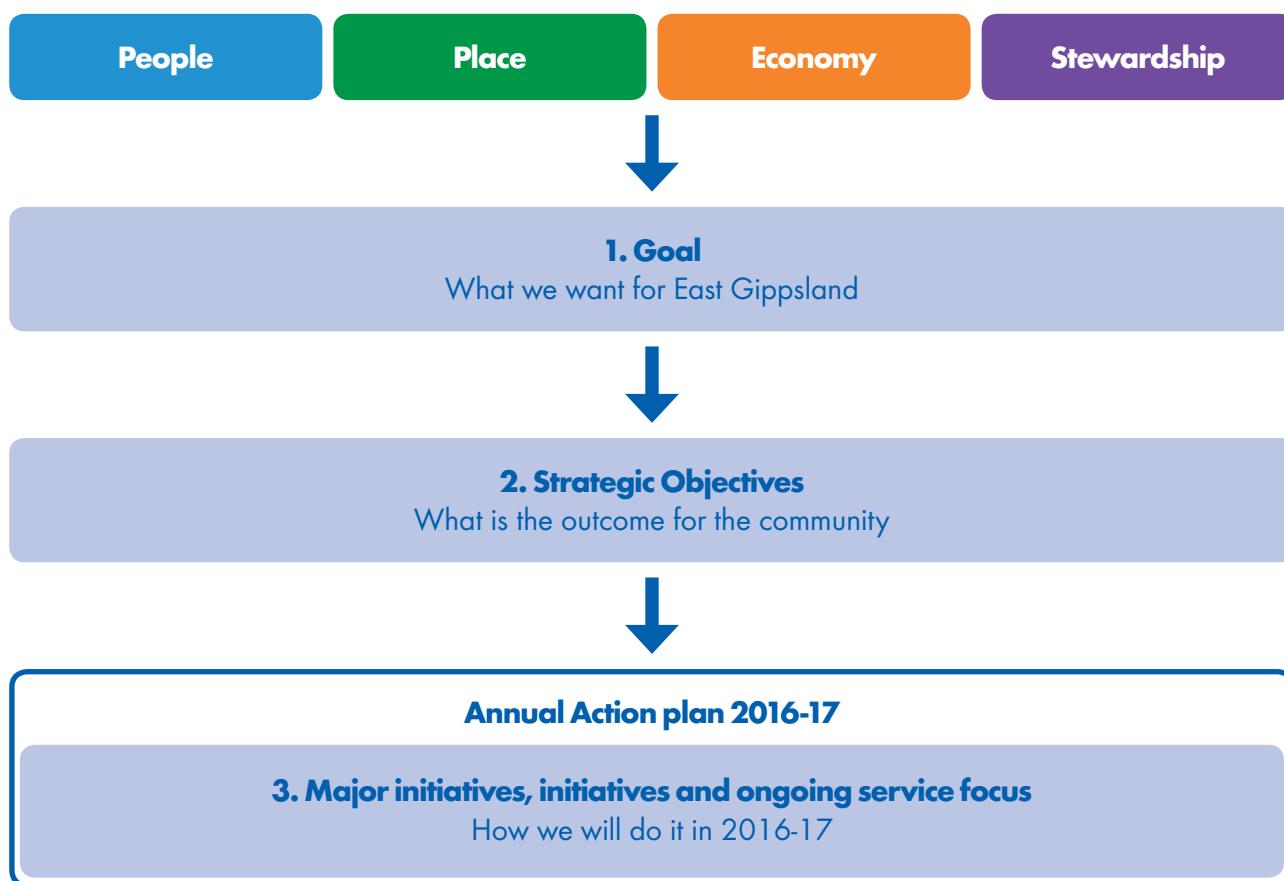 People
Place
Economy
Stewardship
1. Goal
What we want for East Gippsland
2. Strategic Objectives
What is the outcome for the community
Annual Action plan 2016-17
3. Major initiatives, initiatives and ongoing service focus
How we will do it in 2016-17